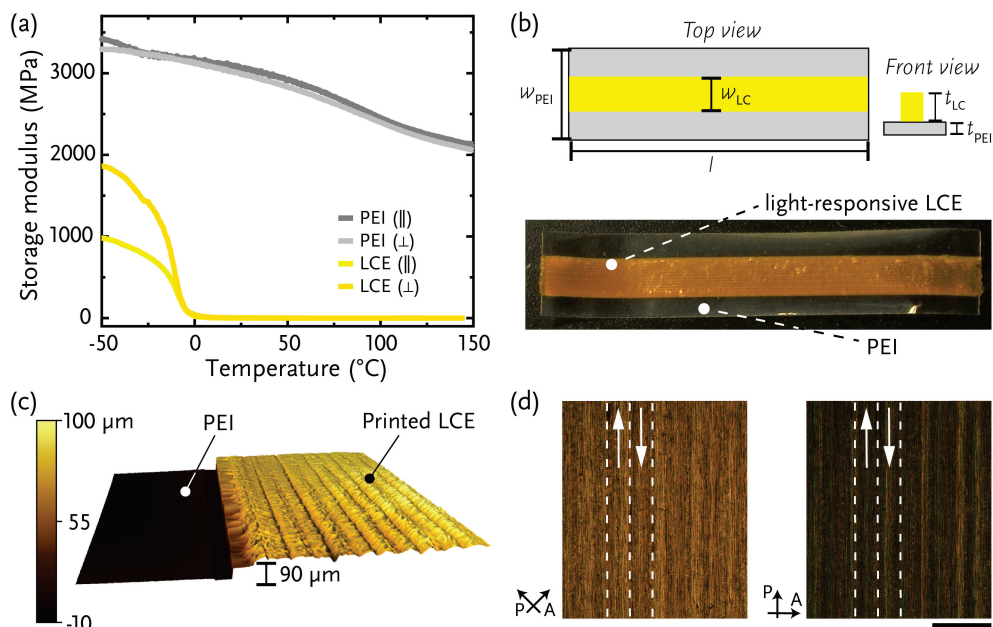 (a)
Storage modulus (MPa)
3000
2000
1000
0
-50
0
50
100
150
Temperature (°C)
PEI (∥)
PEI (⊥)
LCE (∥)
LCE (⊥)
(b)
Top view
Front view
wPEI
wLC
tLC
tPEI
l
light-responsive LCE
PEI
(c)
100 µm
55
-10
PEI
Printed LCE
90 µm
(d)
P
A
P
A